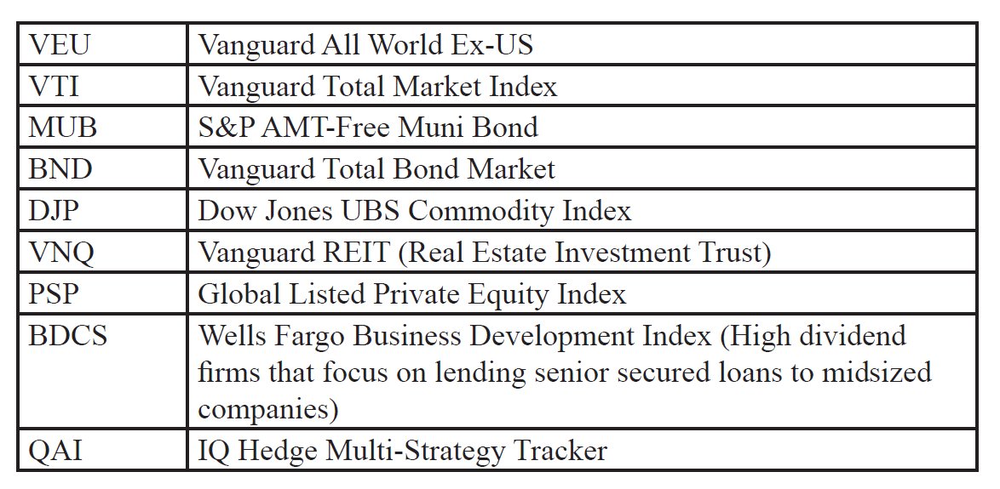 VEU Vanguard All World Ex-US
VTI Vanguard Total Market Index
MUB S&P AMT-Free Muni Bond
BND Vanguard Total Bond Market
DJP Dow Jones UBS Commodity Index
VNQ Vanguard REIT (Real Estate Investment Trust)
PSP Global Listed Private Equity Index
BDCS Wells Fargo Business Development Index (High dividend
firms that focus on lending senior secured loans to midsized
companies)
QAI IQ Hedge Multi-Strategy Tracker